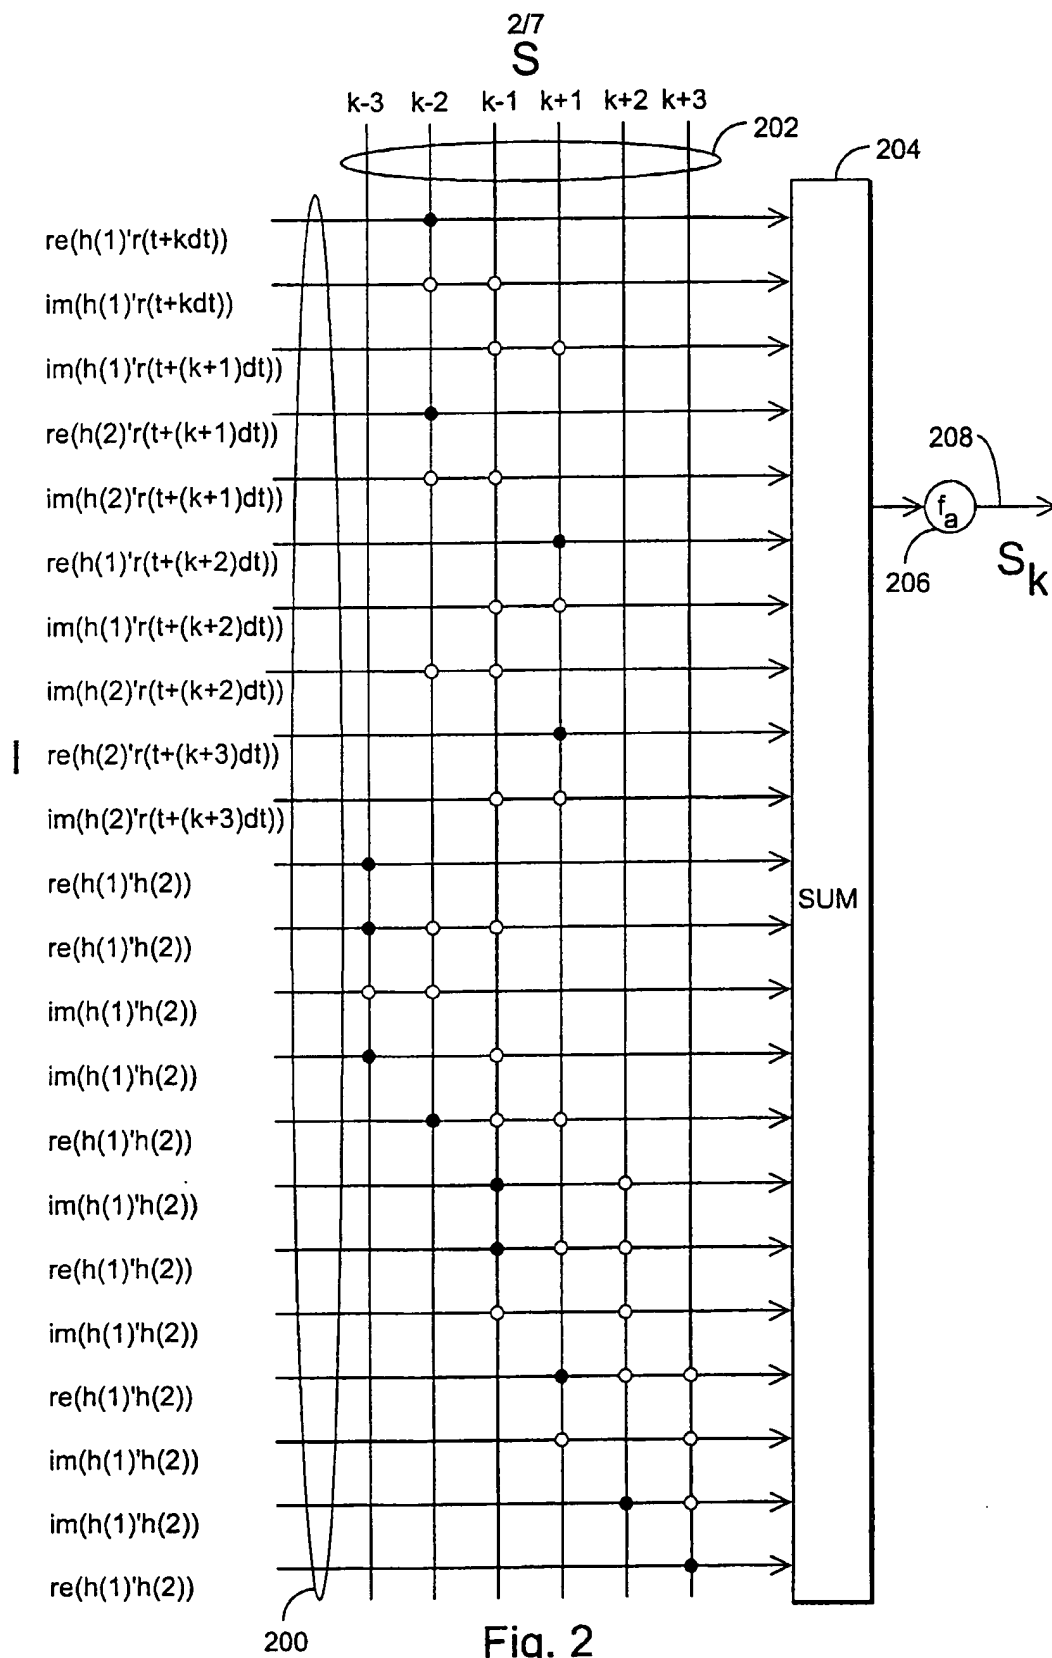 2/7
S
k-3 k-2 k-1 k+1 k+2 k+3
202
204
re(h(1)'r(t+kdt))
im(h(1)'r(t+kdt))
im(h(1)'r(t+(k+1)dt))
re(h(2)'r(t+(k+1)dt))
208
im(h(2)'r(t+(k+1)dt))
fa
re(h(1)'r(t+(k+2)dt))
206
Sk
im(h(1)'r(t+(k+2)dt))
im(h(2)'r(t+(k+2)dt))
I
re(h(2)'r(t+(k+3)dt))
im(h(2)'r(t+(k+3)dt))
re(h(1)'h(2))
SUM
re(h(1)'h(2))
im(h(1)'h(2))
im(h(1)'h(2))
re(h(1)'h(2))
im(h(1)'h(2))
re(h(1)'h(2))
im(h(1)'h(2))
re(h(1)'h(2))
im(h(1)'h(2))
im(h(1)'h(2))
re(h(1)'h(2))
200
Fig. 2